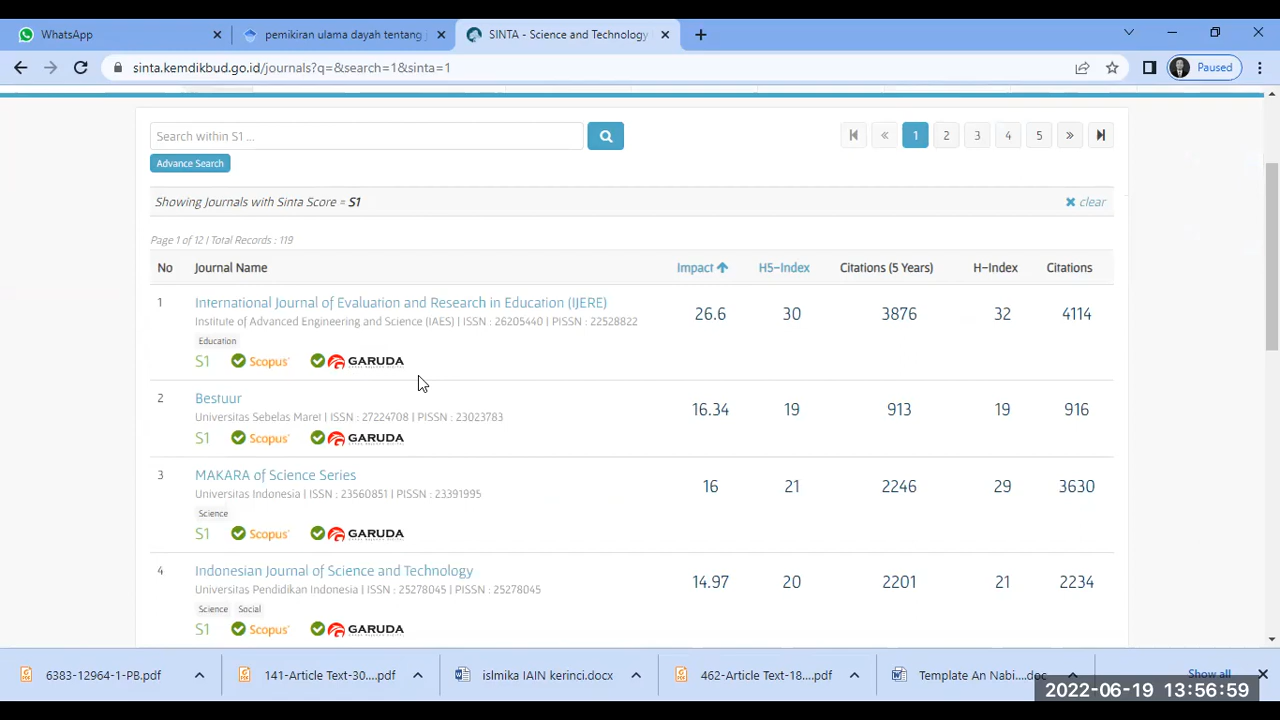 WhatsApp
pemikiran ulama dayah tentang
SINTA - Science and Technology
sinta.kemdikbud.go.id/journals?q=&search=1&sinta=1
Paused
Search within S1 ...
1 2 3 4 5
Advance Search
Showing Journals with Sinta Score = S1
clear
Page 1 of 12 | Total Records : 119
No Journal Name Impact H5-Index Citations (5 Years) H-Index Citations
1 International Journal of Evaluation and Research in Education (IJERE) 26.6 30 3876 32 4114
Institute of Advanced Engineering and Science (IAES) | ISSN : 26205440 | PISSN : 22528822
Education
S1 Scopus GARUDA
2 Bestuur 16.34 19 913 19 916
Universitas Sebelas Maret | ISSN : 27224708 | PISSN : 23023783
S1 Scopus GARUDA
3 MAKARA of Science Series 16 21 2246 29 3630
Universitas Indonesia | ISSN : 23560851 | PISSN : 23391995
Science
S1 Scopus GARUDA
4 Indonesian Journal of Science and Technology 14.97 20 2201 21 2234
Universitas Pendidikan Indonesia | ISSN : 25278045 | PISSN : 25278045
Science Social
S1 Scopus GARUDA
6383-12964-1-PB.pdf
141-Article Text-30....pdf
islmika IAIN kerinci.docx
462-Article Text-18....pdf
Template An Nabi....doc
Show all
2022-06-19 13:56:59